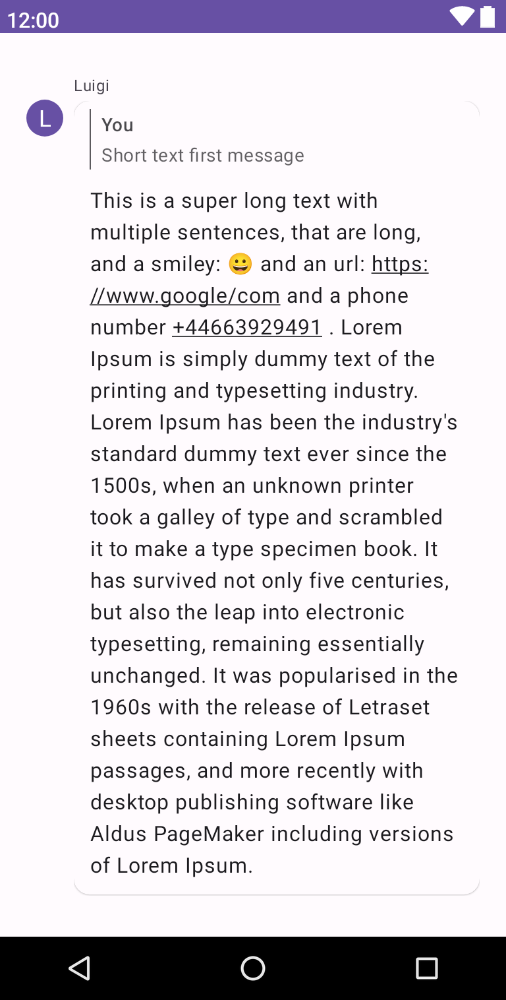 12:00
Luigi
L
You
Short text first message
This is a super long text with
multiple sentences, that are long,
and a smiley: 😀 and an url: https:
//www.google/com and a phone
number +44663929491 . Lorem
Ipsum is simply dummy text of the
printing and typesetting industry.
Lorem Ipsum has been the industry's
standard dummy text ever since the
1500s, when an unknown printer
took a galley of type and scrambled
it to make a type specimen book. It
has survived not only five centuries,
but also the leap into electronic
typesetting, remaining essentially
unchanged. It was popularised in the
1960s with the release of Letraset
sheets containing Lorem Ipsum
passages, and more recently with
desktop publishing software like
Aldus PageMaker including versions
of Lorem Ipsum.